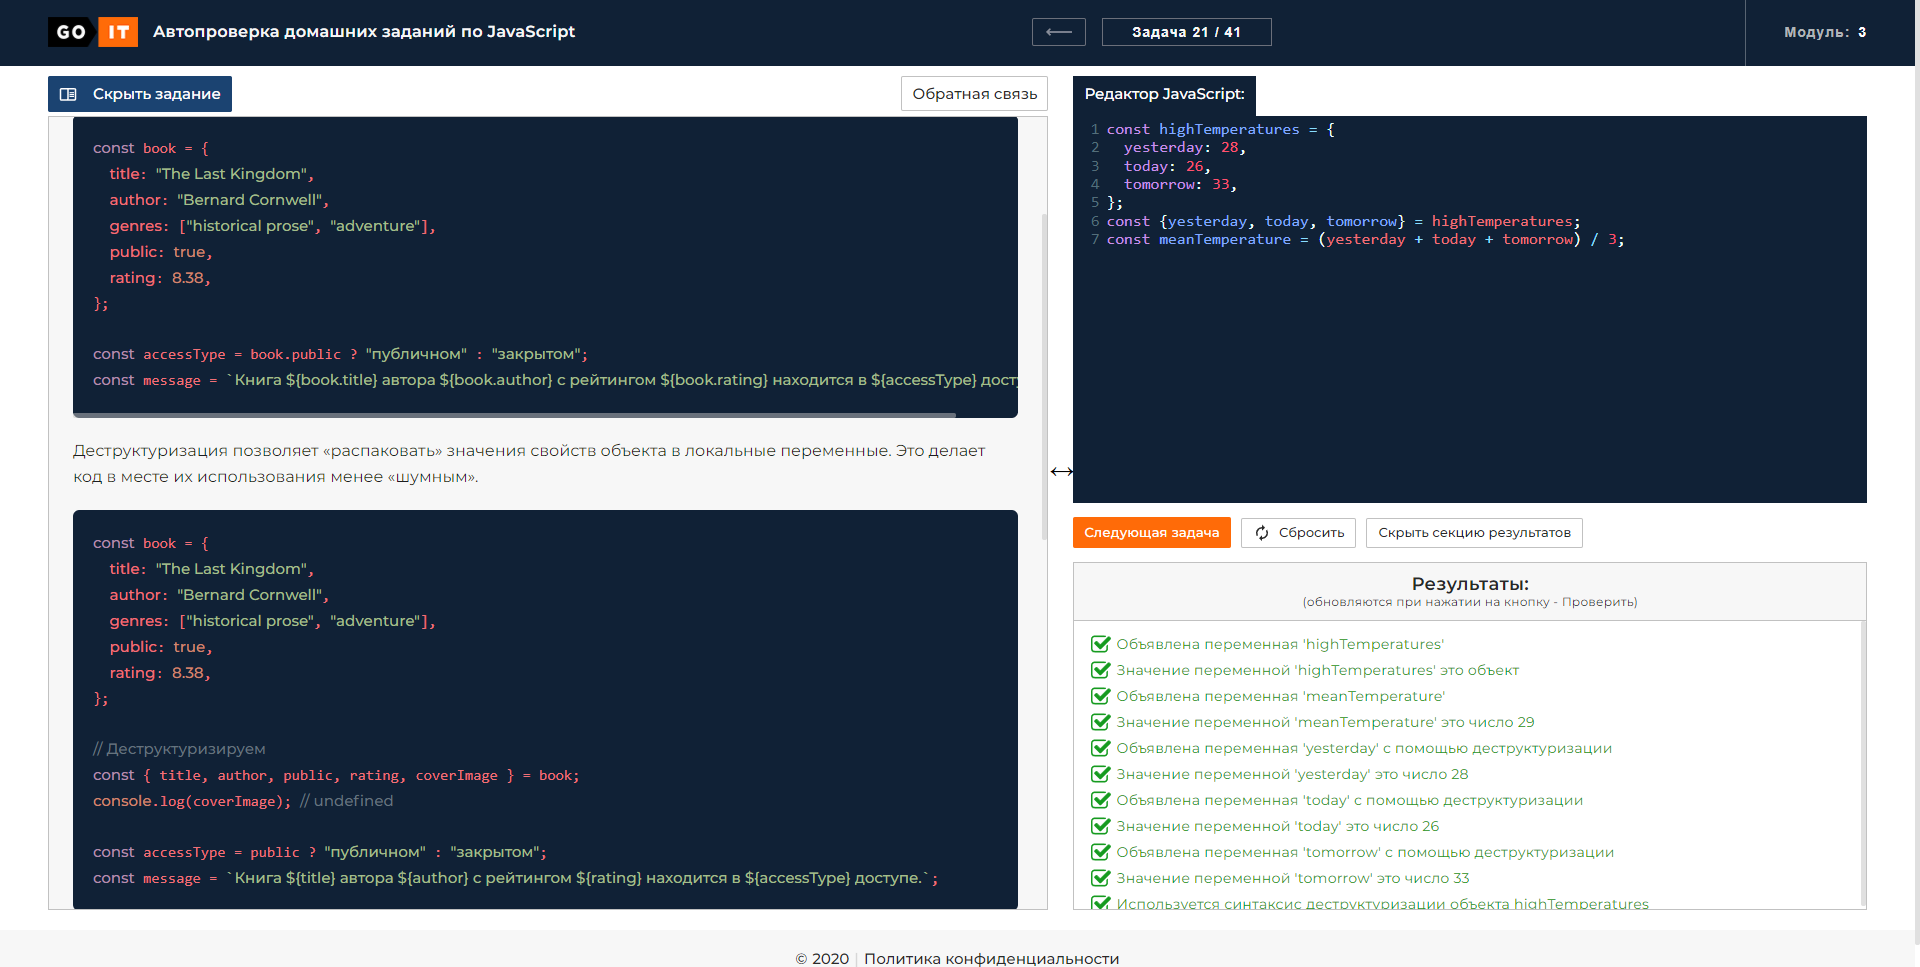 GO IT Автопроверка домашних заданий по JavaScript
Задача 21 / 41
Модуль: 3
Скрыть задание
Обратная связь
const book = {
title: "The Last Kingdom",
author: "Bernard Cornwell",
genres: ["historical prose", "adventure"],
public: true,
rating: 8.38,
};
const accessType = book.public ? "публичном" : "закрытом";
const message = `Книга ${book.title} автора ${book.author} с рейтингом ${book.rating} находится в ${accessType} дост
Деструктуризация позволяет «распаковать» значения свойств объекта в локальные переменные. Это делает
код в месте их использования менее «шумным».
const book = {
title: "The Last Kingdom",
author: "Bernard Cornwell",
genres: ["historical prose", "adventure"],
public: true,
rating: 8.38,
};
// Деструктуризируем
const { title, author, public, rating, coverImage } = book;
console.log(coverImage); // undefined
const accessType = public ? "публичном" : "закрытом";
const message = `Книга ${title} автора ${author} с рейтингом ${rating} находится в ${accessType} доступе.`;
Редактор JavaScript:
1 const highTemperatures = {
2 yesterday: 28,
3 today: 26,
4 tomorrow: 33,
5 };
6 const {yesterday, today, tomorrow} = highTemperatures;
7 const meanTemperature = (yesterday + today + tomorrow) / 3;
Следующая задача
Сбросить
Скрыть секцию результатов
Результаты:
(обновляются при нажатии на кнопку - Проверить)
Объявлена переменная 'highTemperatures'
Значение переменной 'highTemperatures' это объект
Объявлена переменная 'meanTemperature'
Значение переменной 'meanTemperature' это число 29
Объявлена переменная 'yesterday' с помощью деструктуризации
Значение переменной 'yesterday' это число 28
Объявлена переменная 'today' с помощью деструктуризации
Значение переменной 'today' это число 26
Объявлена переменная 'tomorrow' с помощью деструктуризации
Значение переменной 'tomorrow' это число 33
Используется синтаксис деструктуризации объекта highTemperatures
© 2020 | Политика конфиденциальности